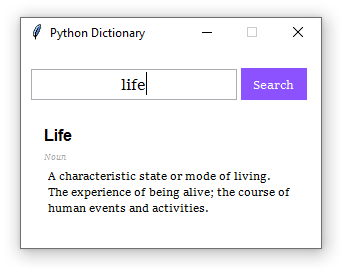 Python Dictionary
life
Search
Life
Noun
A characteristic state or mode of living.
The experience of being alive; the course of
human events and activities.